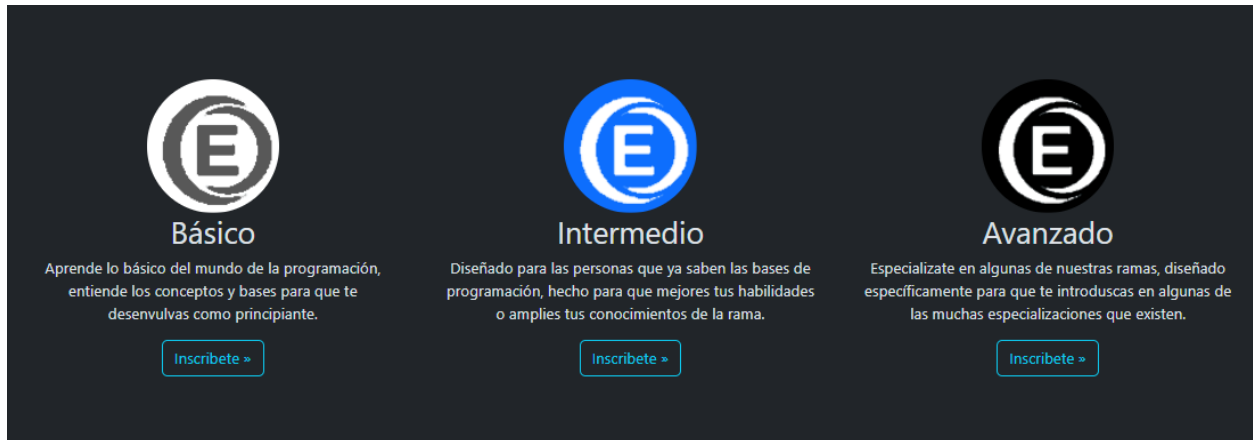 E
Básico
Aprende lo básico del mundo de la programación,
entiende los conceptos y bases para que te
desenvulvas como principiante.
Inscribete »
E
Intermedio
Diseñado para las personas que ya saben las bases de
programación, hecho para que mejores tus habilidades
o amplies tus conocimientos de la rama.
Inscribete »
E
Avanzado
Especializate en algunas de nuestras ramas, diseñado
específicamente para que te introduscas en algunas de
las muchas especializaciones que existen.
Inscribete »